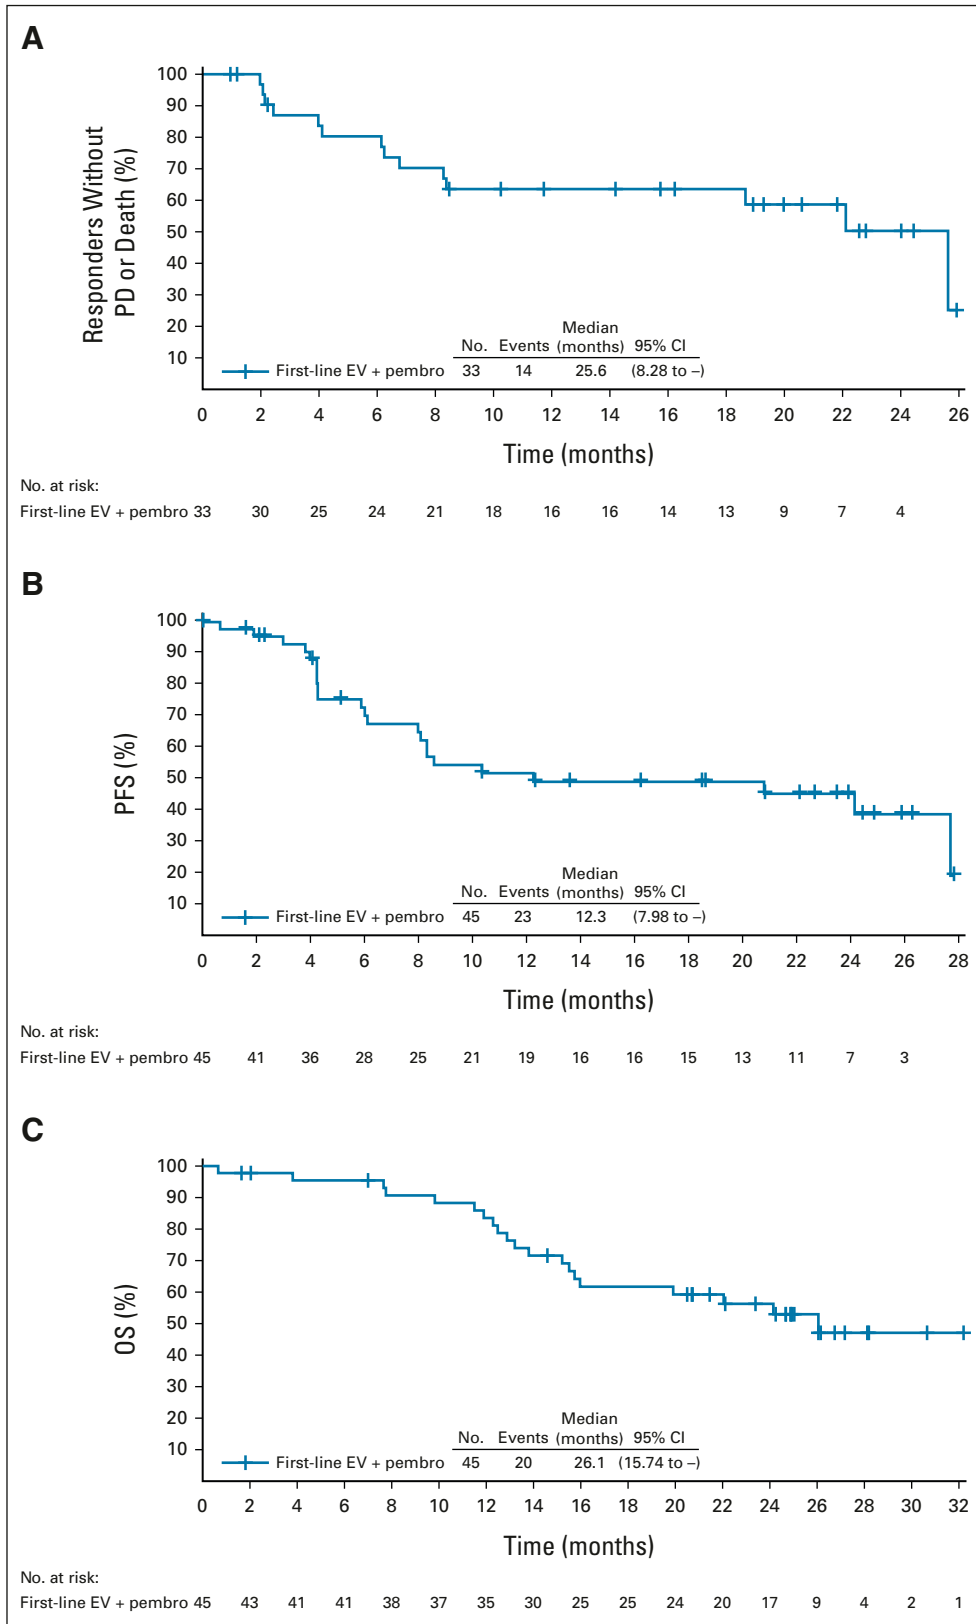 A
Responders Without
PD or Death (%)
100
90
80
70
60
50
40
30
20
10
Median
No. Events (months) 95% CI
First-line EV + pembro 33 14 25.6 (8.28 to –)
0 2 4 6 8 10 12 14 16 18 20 22 24 26
Time (months)
No. at risk:
First-line EV + pembro 33 30 25 24 21 18 16 16 14 13 9 7 4
B
PFS (%)
100
90
80
70
60
50
40
30
20
10
Median
No. Events (months) 95% CI
First-line EV + pembro 45 23 12.3 (7.98 to –)
0 2 4 6 8 10 12 14 16 18 20 22 24 26 28
Time (months)
No. at risk:
First-line EV + pembro 45 41 36 28 25 21 19 16 16 15 13 11 7 3
C
OS (%)
100
90
80
70
60
50
40
30
20
10
Median
No. Events (months) 95% CI
First-line EV + pembro 45 20 26.1 (15.74 to –)
0 2 4 6 8 10 12 14 16 18 20 22 24 26 28 30 32
Time (months)
No. at risk:
First-line EV + pembro 45 43 41 41 38 37 35 30 25 25 24 20 17 9 4 2 1